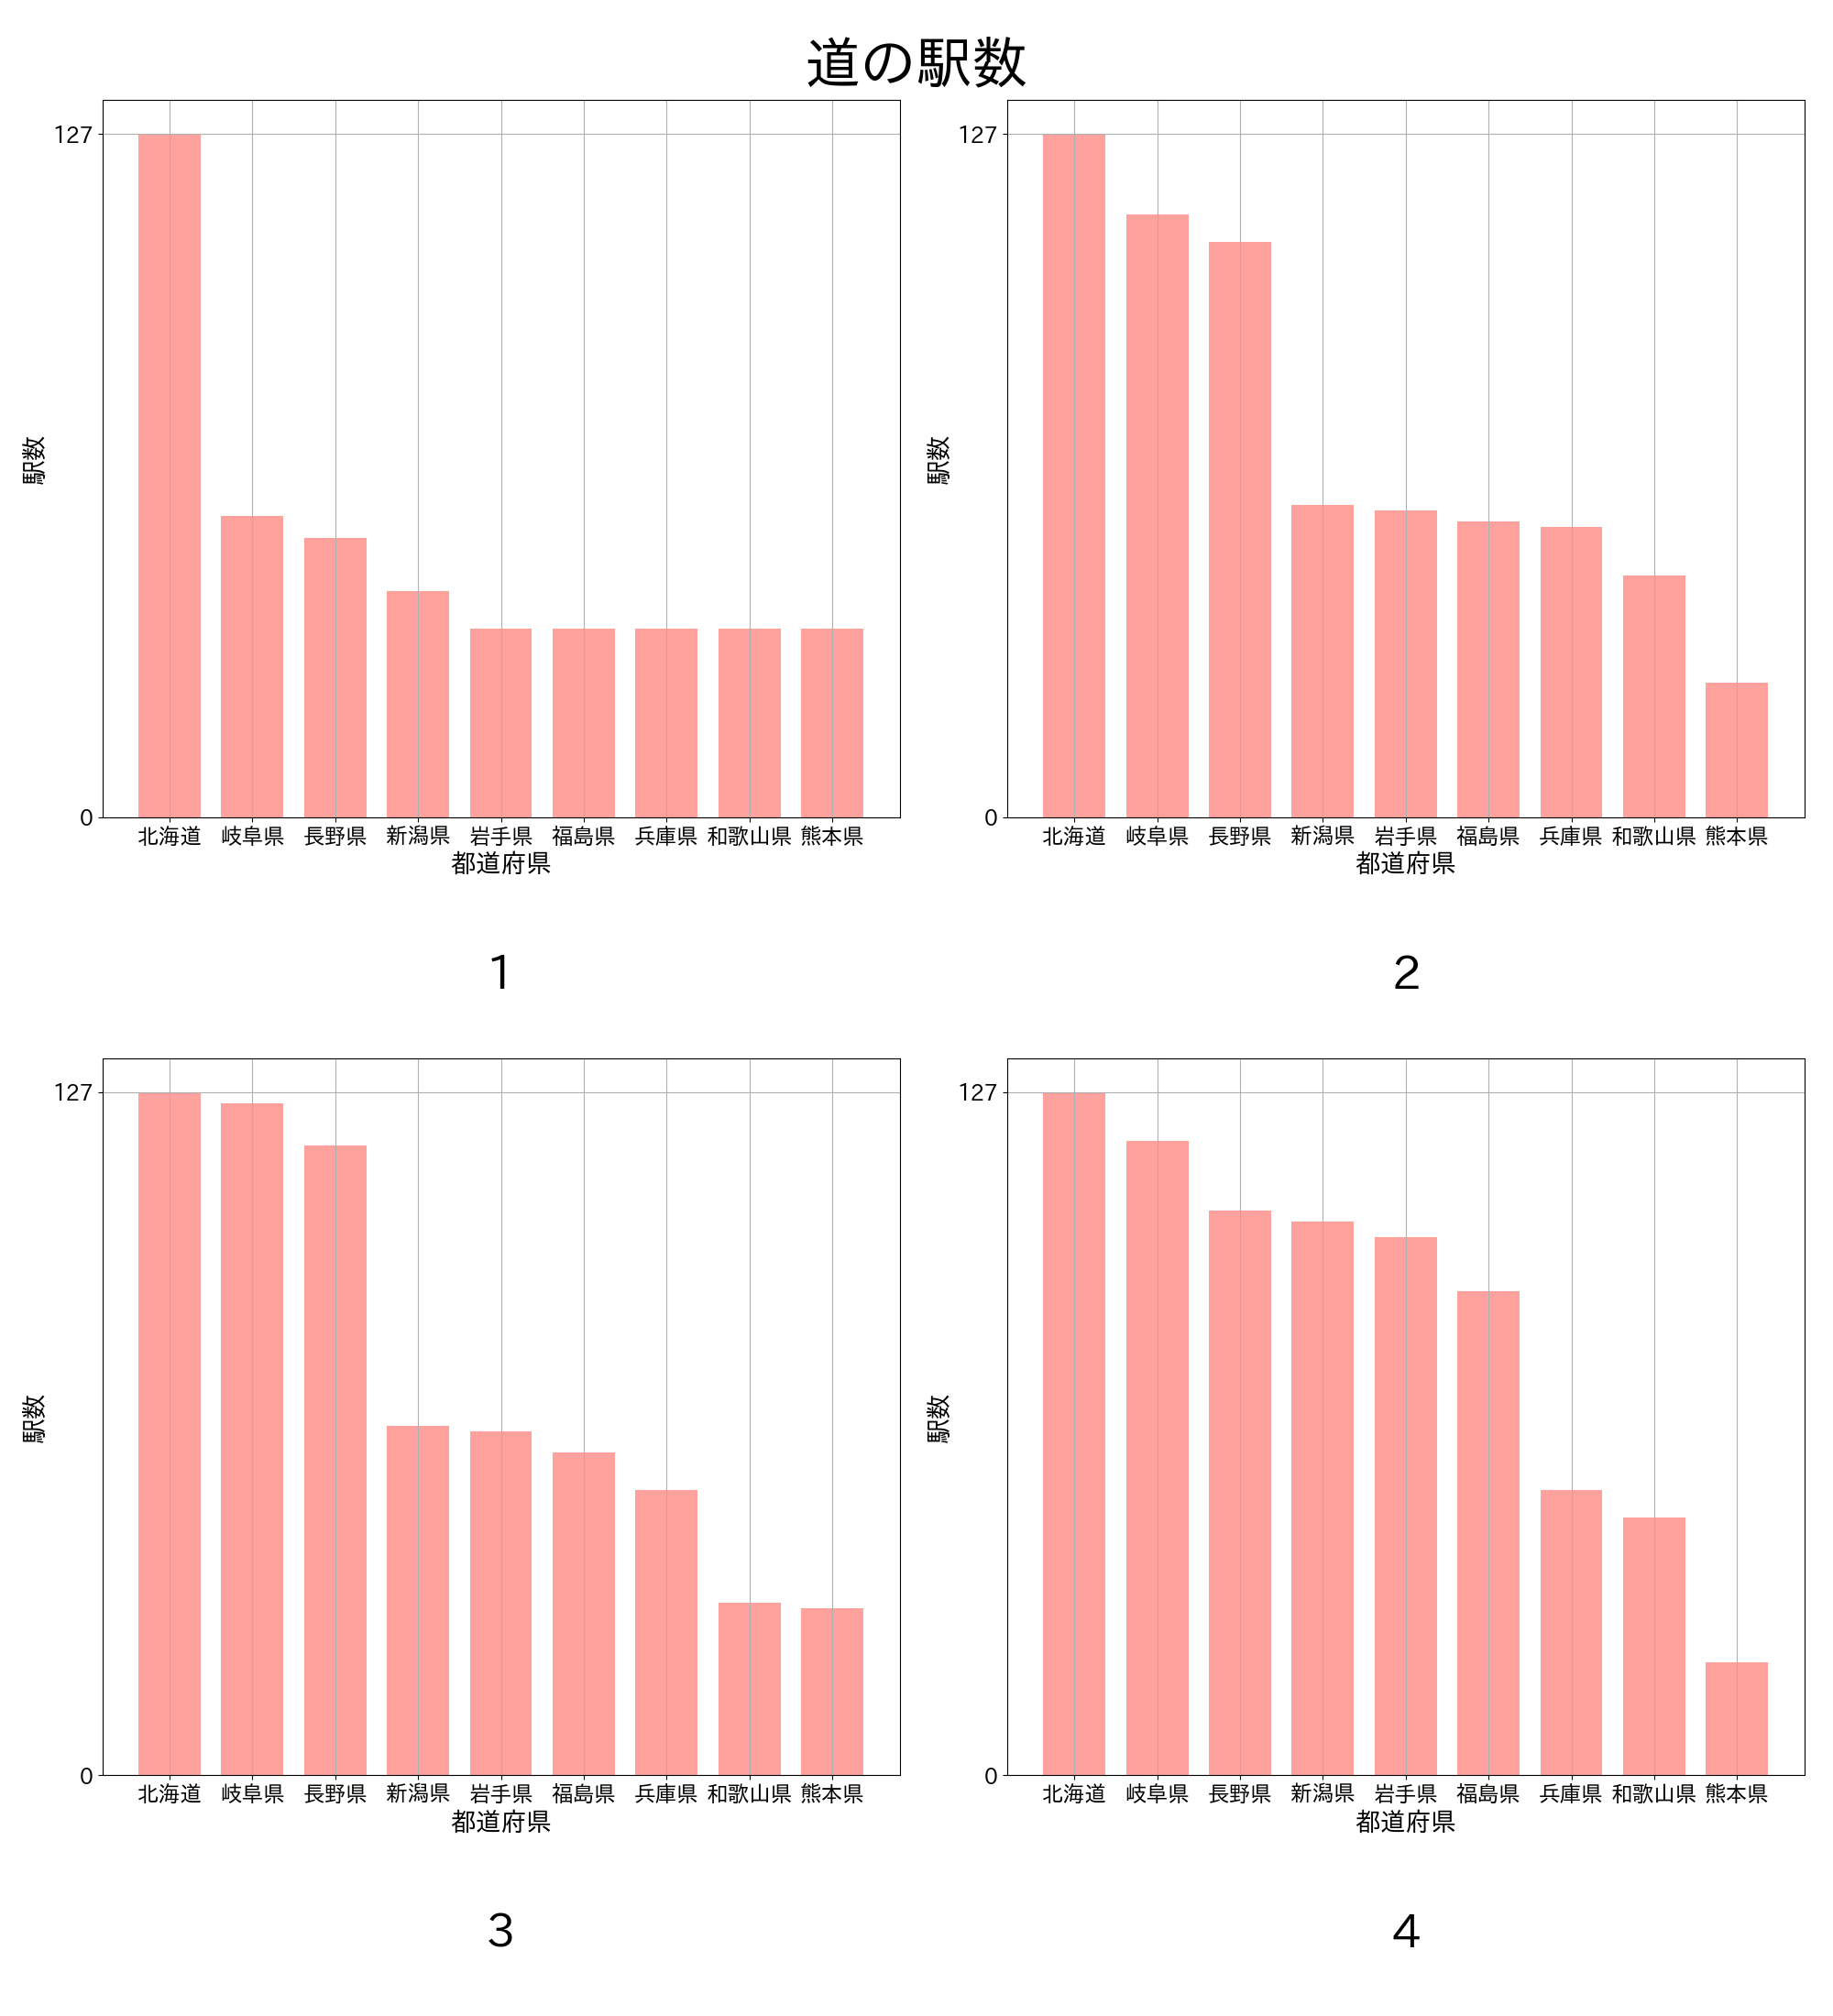 道の駅数
127
駅数
0
北海道 岐阜県 長野県 新潟県 岩手県 福島県 兵庫県 和歌山県 熊本県
都道府県
1
127
駅数
0
北海道 岐阜県 長野県 新潟県 岩手県 福島県 兵庫県 和歌山県 熊本県
都道府県
2
127
駅数
0
北海道 岐阜県 長野県 新潟県 岩手県 福島県 兵庫県 和歌山県 熊本県
都道府県
3
127
駅数
0
北海道 岐阜県 長野県 新潟県 岩手県 福島県 兵庫県 和歌山県 熊本県
都道府県
4